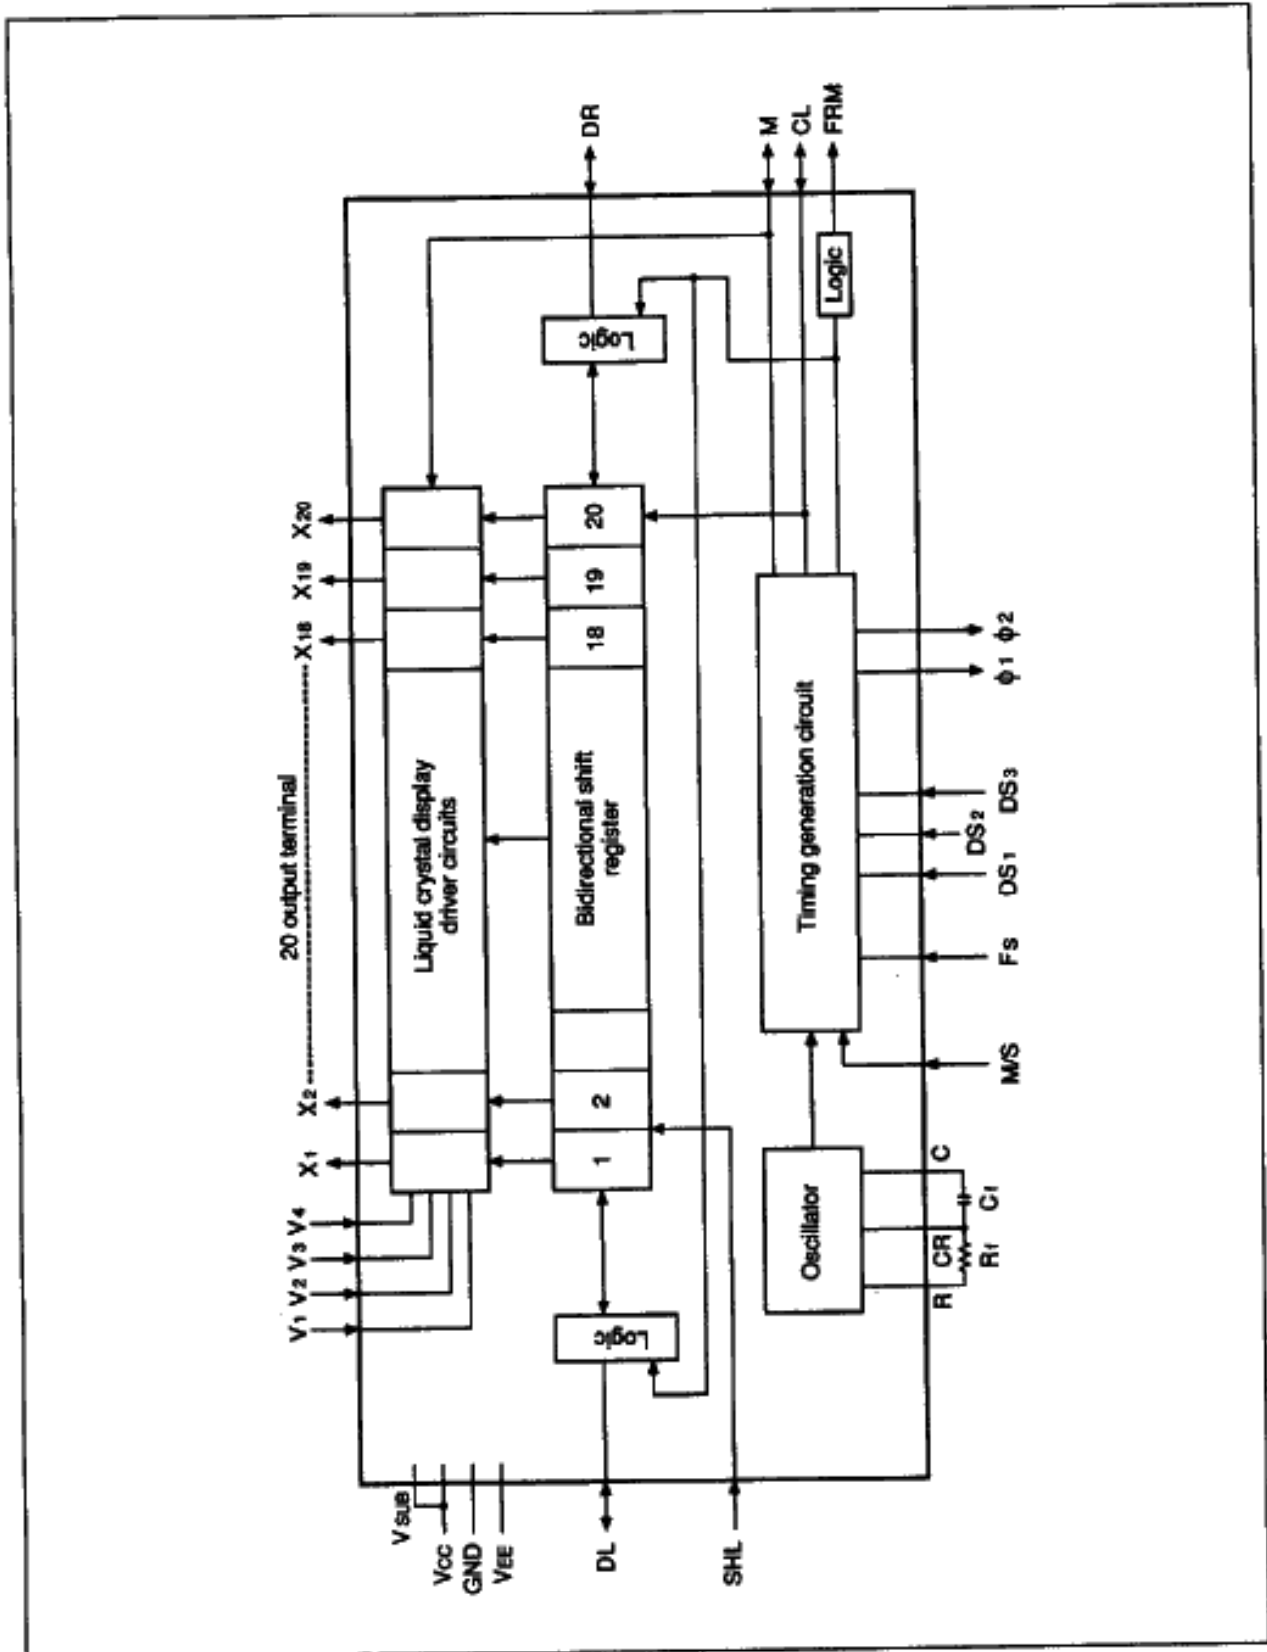 20 output terminal
V1 V2 V3 V4 X1 X2 X18 X19 X20
Liquid crystal display
driver circuits
VSUB
VCC
GND
VEE
1 2 Bidirectional shift
register 18 19 20
DL
Logic
Logic
DR
SHL
Oscillator
Timing generation circuit
M
CL
FRM
Logic
R CR C
Rf Cf
M/S FS DS1 DS2 DS3 ϕ1 ϕ2